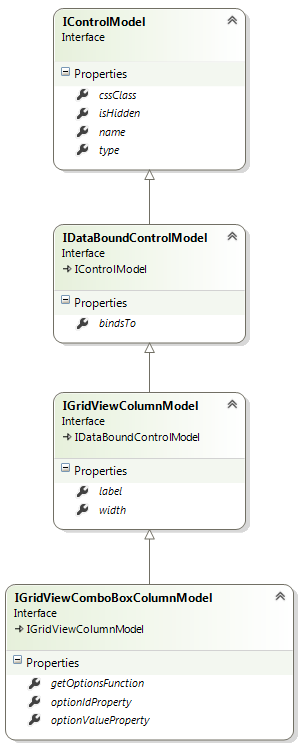 IControlModel
Interface
Properties
cssClass
isHidden
name
type
IDataBoundControlModel
Interface
IControlModel
Properties
bindsTo
IGridViewColumnModel
Interface
IDataBoundControlModel
Properties
label
width
IGridViewComboBoxColumnModel
Interface
IGridViewColumnModel
Properties
getOptionsFunction
optionIdProperty
optionValueProperty